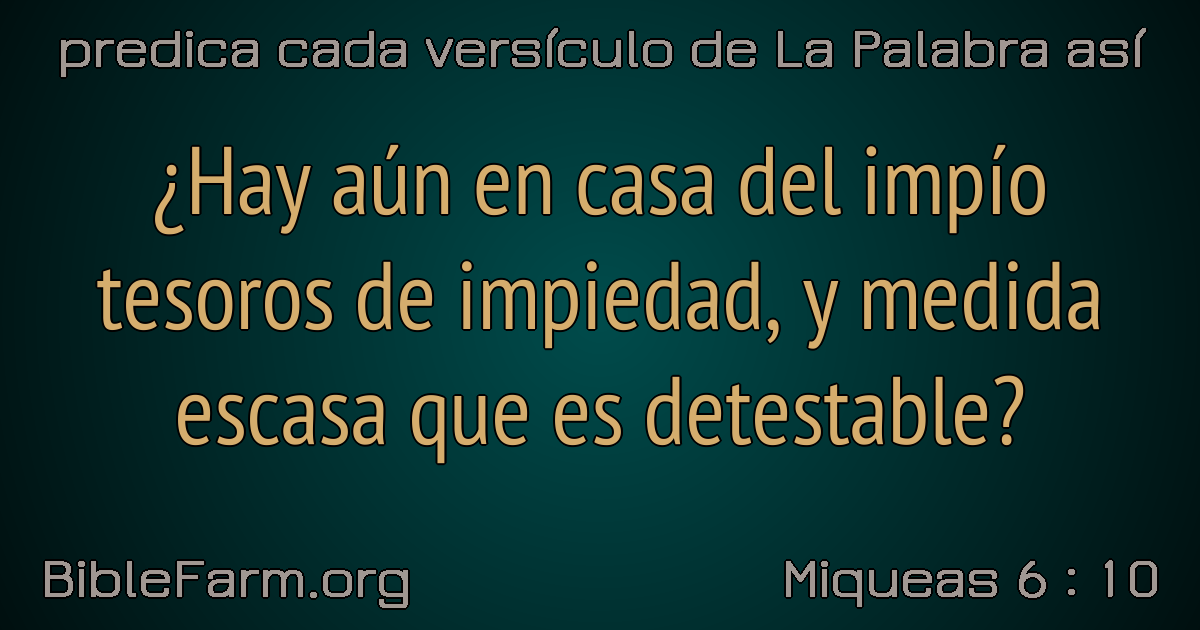 predica cada versículo de La Palabra así
¿Hay aún en casa del impío
tesoros de impiedad, y medida
escasa que es detestable?
BibleFarm.org
Miqueas 6 : 10